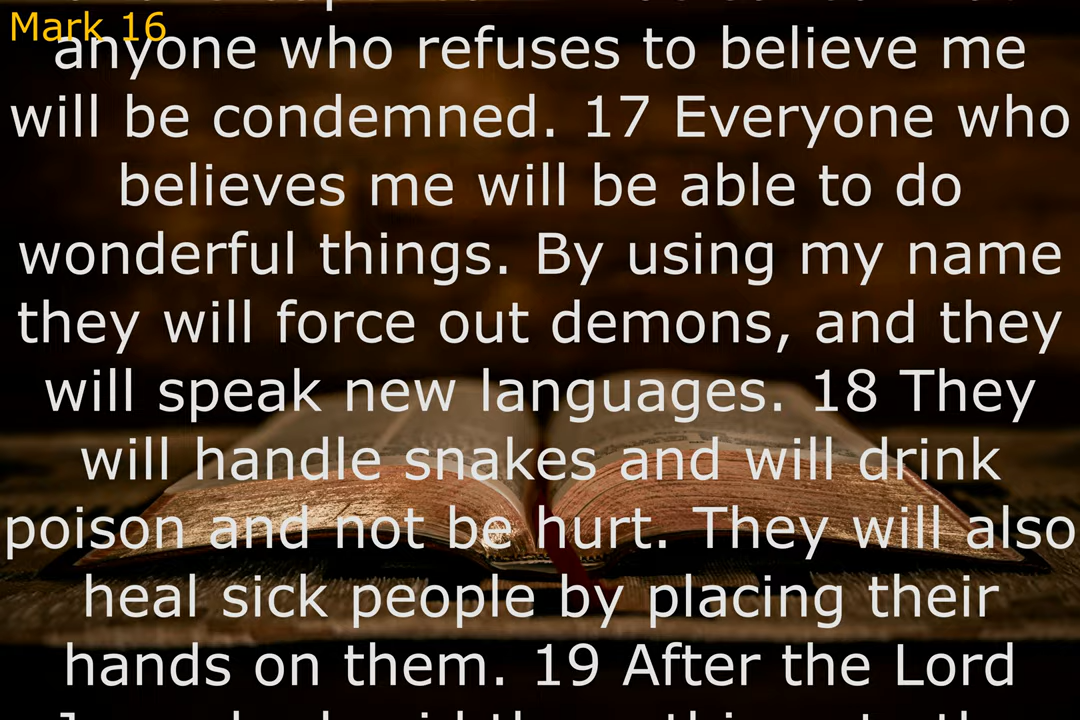 Mark 16
anyone who refuses to believe me
will be condemned. 17 Everyone who
believes me will be able to do
wonderful things. By using my name
they will force out demons, and they
will speak new languages. 18 They
will handle snakes and will drink
poison and not be hurt. They will also
heal sick people by placing their
hands on them. 19 After the Lord